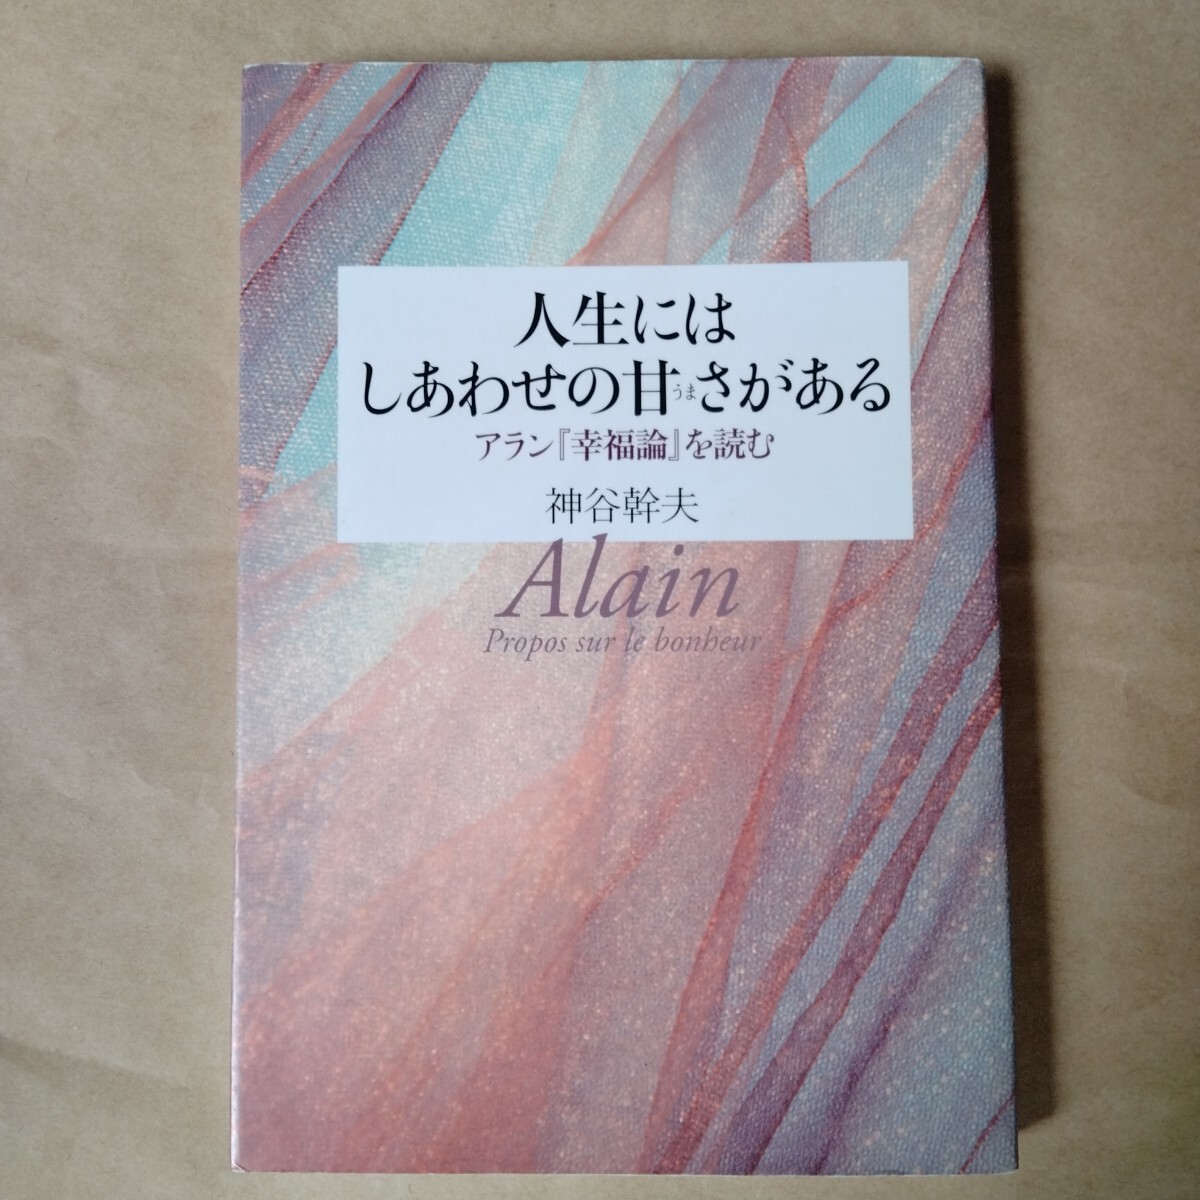 人生には
しあわせの甘うまさがある
アラン『幸福論』を読む
神谷幹夫
Alain
Propos sur le bonheur